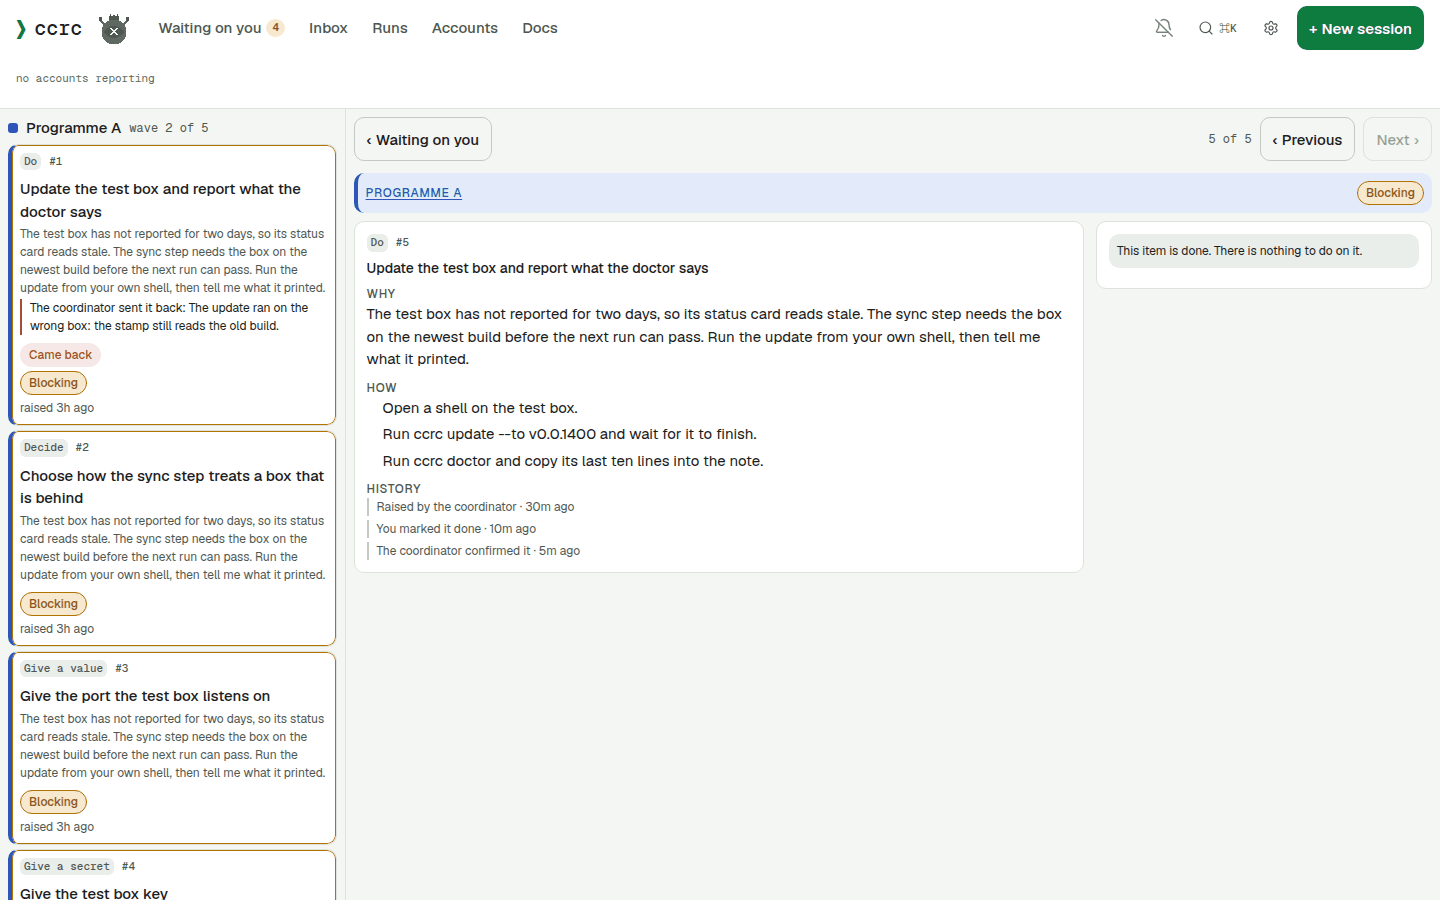 ❯ ccrc
Waiting on you 4
Inbox
Runs
Accounts
Docs
⌘K
+ New session
no accounts reporting
Programme A wave 2 of 5
Do #1
Update the test box and report what the
doctor says
The test box has not reported for two days, so its status
card reads stale. The sync step needs the box on the
newest build before the next run can pass. Run the
update from your own shell, then tell me what it printed.
The coordinator sent it back: The update ran on the
wrong box: the stamp still reads the old build.
Came back
Blocking
raised 3h ago
Decide #2
Choose how the sync step treats a box that
is behind
The test box has not reported for two days, so its status
card reads stale. The sync step needs the box on the
newest build before the next run can pass. Run the
update from your own shell, then tell me what it printed.
Blocking
raised 3h ago
Give a value #3
Give the port the test box listens on
The test box has not reported for two days, so its status
card reads stale. The sync step needs the box on the
newest build before the next run can pass. Run the
update from your own shell, then tell me what it printed.
Blocking
raised 3h ago
Give a secret #4
Give the test box key
‹ Waiting on you
5 of 5
‹ Previous
Next ›
PROGRAMME A
Blocking
Do #5
Update the test box and report what the doctor says
WHY
The test box has not reported for two days, so its status card reads stale. The sync step needs the box
on the newest build before the next run can pass. Run the update from your own shell, then tell me
what it printed.
HOW
Open a shell on the test box.
Run ccrc update --to v0.0.1400 and wait for it to finish.
Run ccrc doctor and copy its last ten lines into the note.
HISTORY
Raised by the coordinator · 30m ago
You marked it done · 10m ago
The coordinator confirmed it · 5m ago
This item is done. There is nothing to do on it.